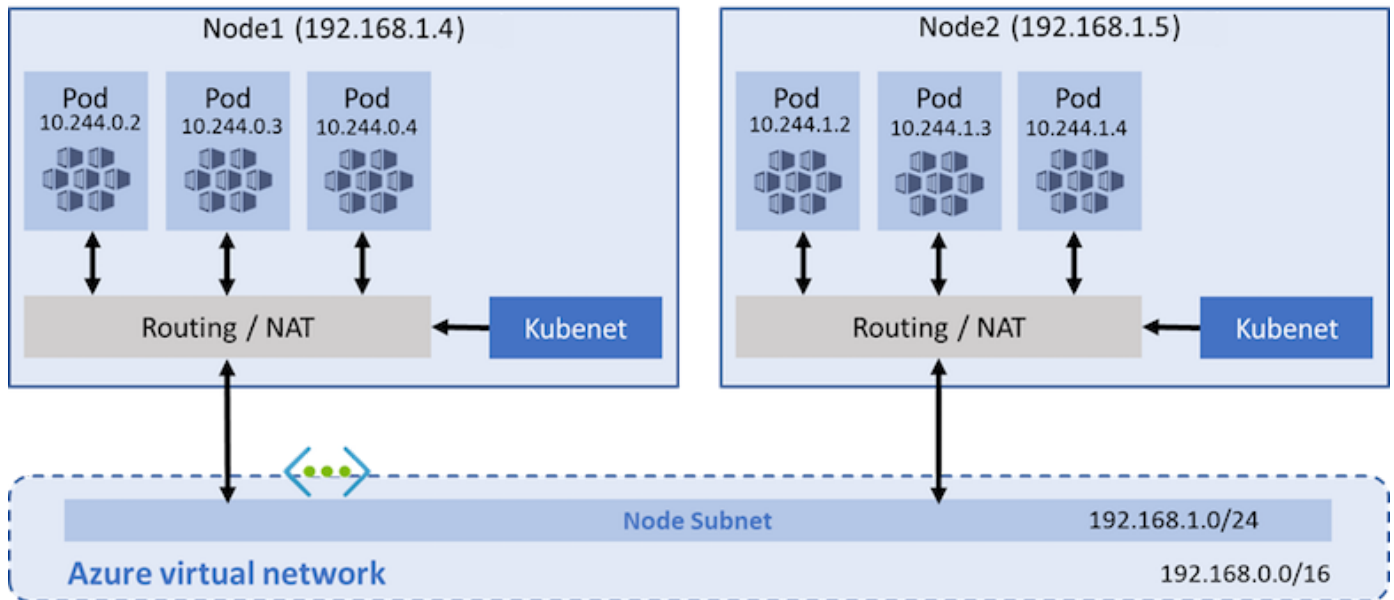 Node1 (192.168.1.4)
Pod
10.244.0.2
Pod
10.244.0.3
Pod
10.244.0.4
Routing / NAT
Kubenet
Node2 (192.168.1.5)
Pod
10.244.1.2
Pod
10.244.1.3
Pod
10.244.1.4
Routing / NAT
Kubenet
Node Subnet
192.168.1.0/24
Azure virtual network
192.168.0.0/16